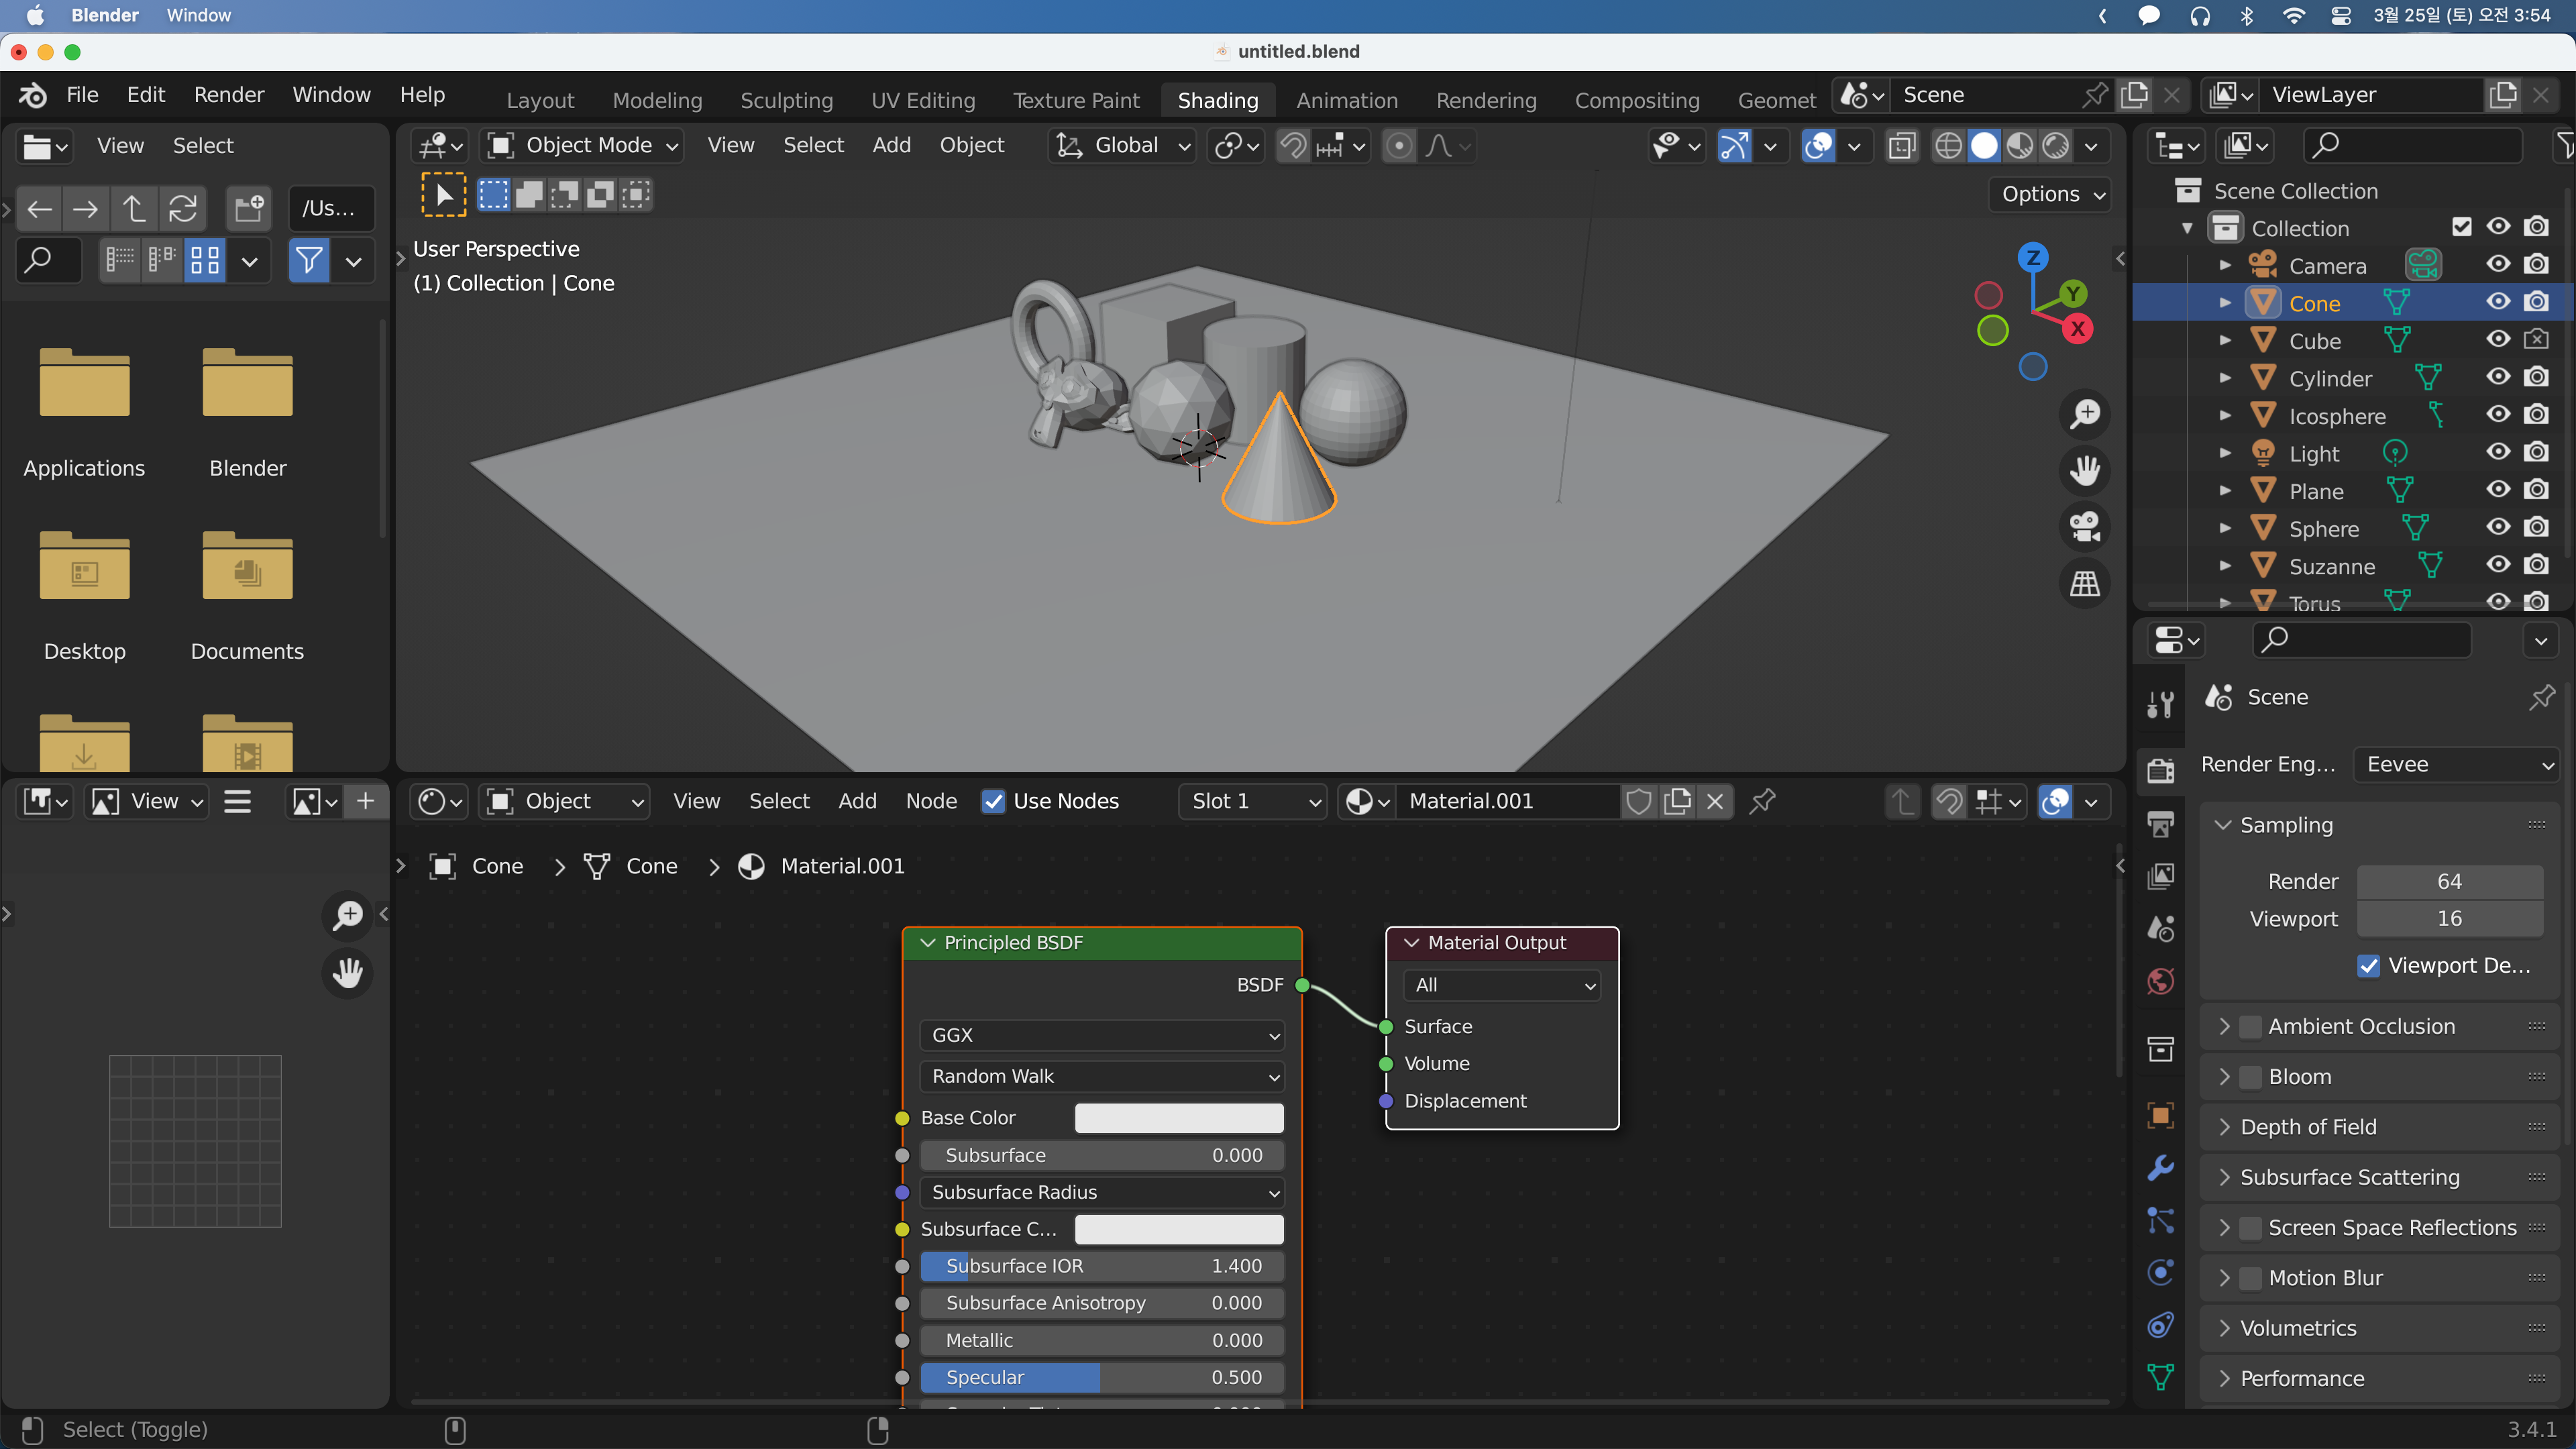 Blender Window 3월 25일 (토) 오전 3:54
untitled.blend
File Edit Render Window Help Layout Modeling Sculpting UV Editing Texture Paint Shading Animation Rendering Compositing Geomet Scene ViewLayer
View Select
Object Mode View Select Add Object Global
/Us...
Options
User Perspective
(1) Collection | Cone
Z
Y
X
Applications Blender
Desktop Documents
Scene Collection
Collection
Camera
Cone
Cube
Cylinder
Icosphere
Light
Plane
Sphere
Suzanne
Torus
Scene
Render Eng... Eevee
Sampling
Render 64
Viewport 16
Viewport De...
Ambient Occlusion
Bloom
Depth of Field
Subsurface Scattering
Screen Space Reflections
Motion Blur
Volumetrics
Performance
View
Object View Select Add Node Use Nodes Slot 1 Material.001
Cone Cone Material.001
Principled BSDF
BSDF
GGX
Random Walk
Base Color
Subsurface 0.000
Subsurface Radius
Subsurface C...
Subsurface IOR 1.400
Subsurface Anisotropy 0.000
Metallic 0.000
Specular 0.500
Material Output
All
Surface
Volume
Displacement
Select (Toggle)
3.4.1